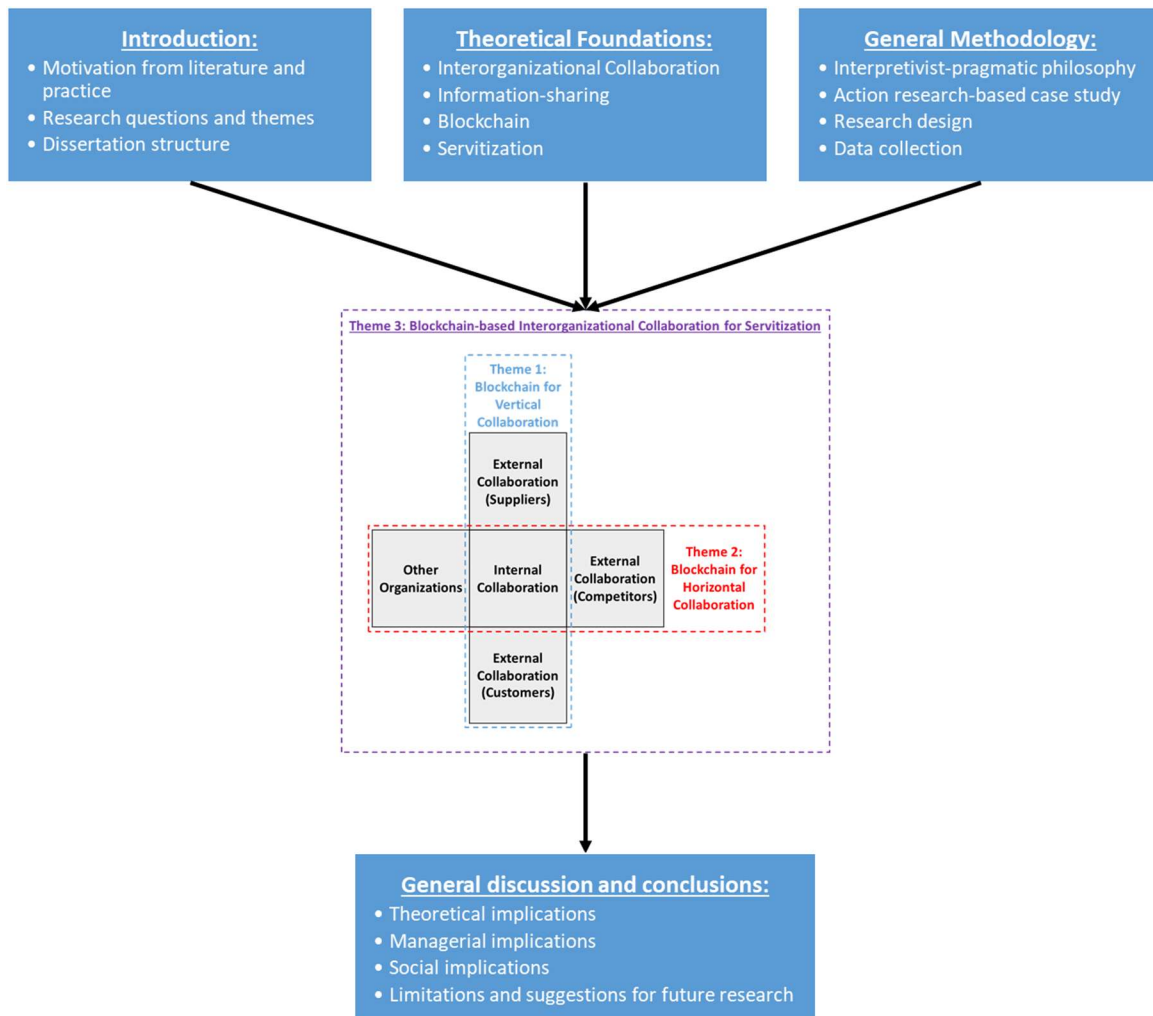 Introduction:
• Motivation from literature and
practice
• Research questions and themes
• Dissertation structure
Theoretical Foundations:
• Interorganizational Collaboration
• Information-sharing
• Blockchain
• Servitization
General Methodology:
• Interpretivist-pragmatic philosophy
• Action research-based case study
• Research design
• Data collection
Theme 3: Blockchain-based Interorganizational Collaboration for Servitization
Theme 1:
Blockchain for
Vertical
Collaboration
External
Collaboration
(Suppliers)
Other
Organizations
Internal
Collaboration
External
Collaboration
(Competitors)
Theme 2:
Blockchain for
Horizontal
Collaboration
External
Collaboration
(Customers)
General discussion and conclusions:
• Theoretical implications
• Managerial implications
• Social implications
• Limitations and suggestions for future research